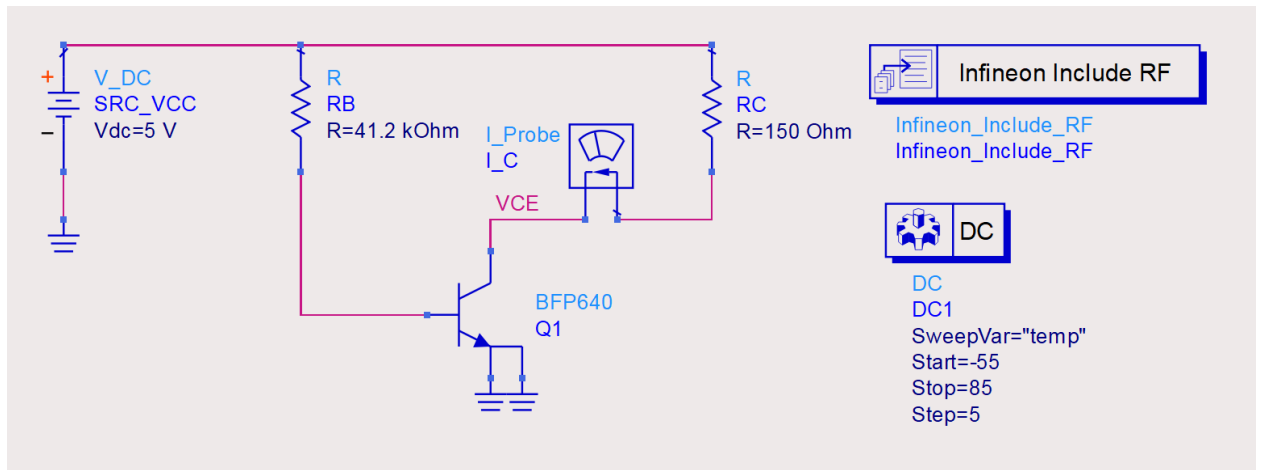 +
−
V_DC
SRC_VCC
Vdc=5 V
R
RB
R=41.2 kOhm
I_Probe
I_C
VCE
R
RC
R=150 Ohm
BFP640
Q1
Infineon Include RF
Infineon_Include_RF
Infineon_Include_RF
DC
DC
DC1
SweepVar="temp"
Start=-55
Stop=85
Step=5